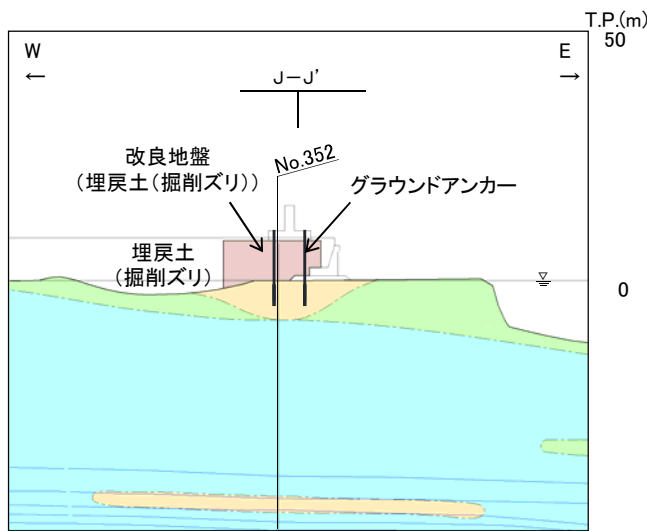 T.P.(m)
50
W
E
←
→
J－J’
改良地盤
（埋戻土（掘削ズリ））
No.352
グラウンドアンカー
埋戻土
（掘削ズリ）
0